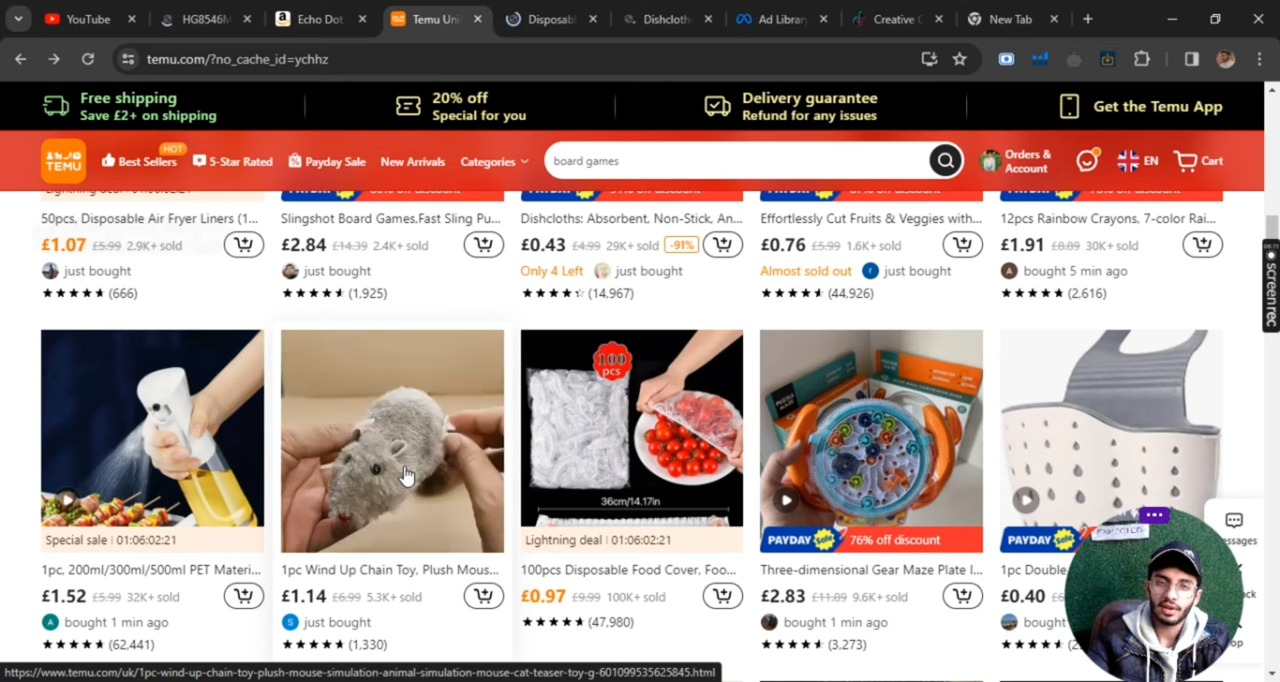 YouTube
HG8546M
Echo Dot
Temu Uni
Disposabl
Dishcloth
Ad Library
Creative C
New Tab
temu.com/?no_cache_id=ychhz
Free shipping
Save £2+ on shipping
20% off
Special for you
Delivery guarantee
Refund for any issues
Get the Temu App
TEMU
Best Sellers
HOT
5-Star Rated
Payday Sale
New Arrivals
Categories
board games
Orders &
Account
EN
Cart
50pcs, Disposable Air Fryer Liners (1...
£1.07 £5.99 2.9K+ sold
just bought
(666)
Slingshot Board Games,Fast Sling Pu...
£2.84 £14.39 2.4K+ sold
just bought
(1,925)
Dishcloths: Absorbent, Non-Stick, An...
£0.43 £4.99 29K+ sold -91%
Only 4 Left just bought
(14,967)
Effortlessly Cut Fruits & Veggies with...
£0.76 £5.99 1.6K+ sold
Almost sold out just bought
(44,926)
12pcs Rainbow Crayons, 7-color Rai...
£1.91 £8.89 30K+ sold
A bought 5 min ago
(2,616)
screenrec
Special sale | 01:06:02:21
1pc, 200ml/300ml/500ml PET Materi...
£1.52 £5.99 32K+ sold
A bought 1 min ago
(62,441)
1pc Wind Up Chain Toy, Plush Mous...
£1.14 £6.99 5.3K+ sold
S just bought
(1,330)
100
pcs
36cm/14.17in
Lightning deal | 01:06:02:21
100pcs Disposable Food Cover, Foo...
£0.97 £9.99 100K+ sold
(47,980)
PAYDAY Sale 76% off discount
Three-dimensional Gear Maze Plate I...
£2.83 £11.89 9.6K+ sold
bought 1 min ago
(3,273)
PAYDAY Sale
1pc Double
£0.40
bought
https://www.temu.com/uk/1pc-wind-up-chain-toy-plush-mouse-simulation-animal-simulation-mouse-cat-teaser-toy-g-601099535625845.html